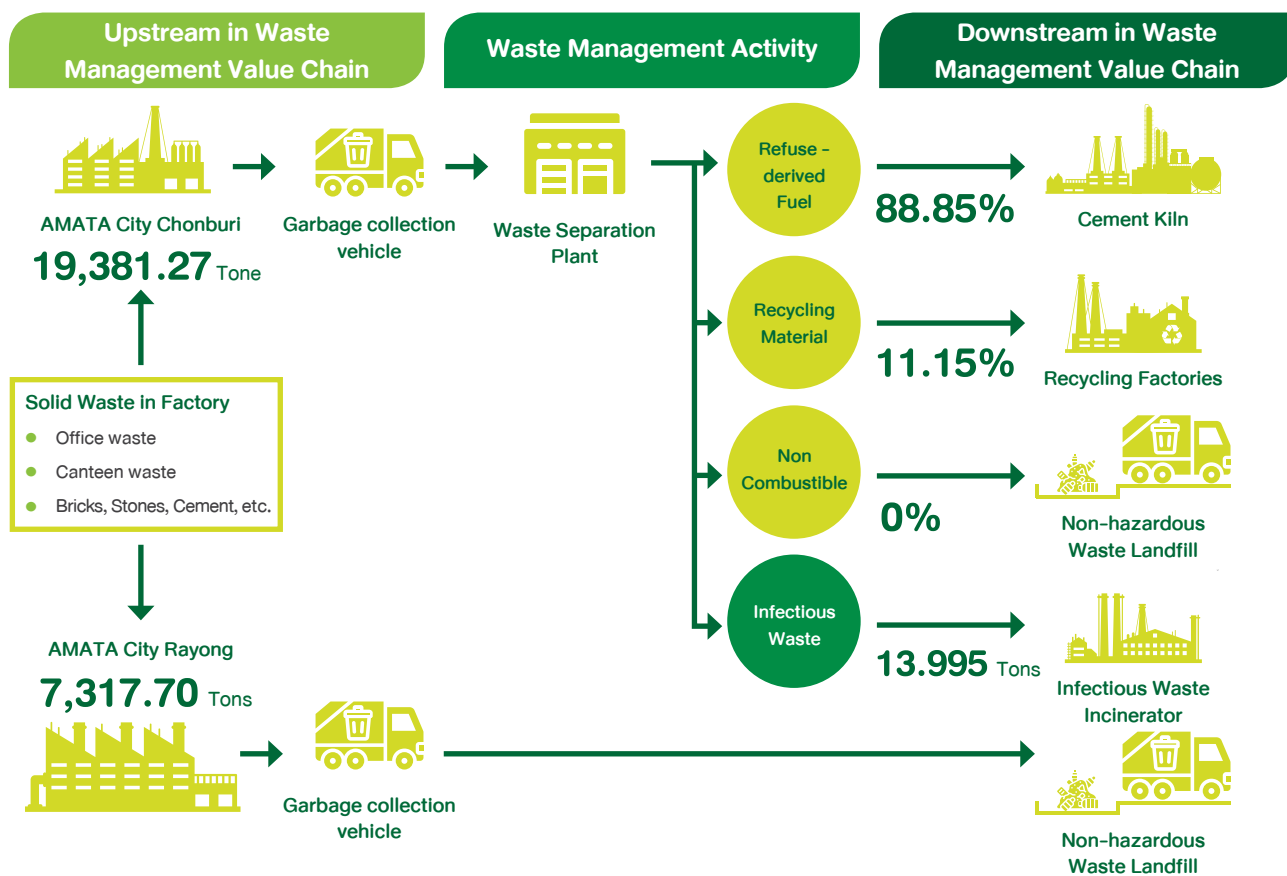 Upstream in Waste
Management Value Chain
Waste Management Activity
Downstream in Waste
Management Value Chain
AMATA City Chonburi
19,381.27 Tone
Garbage collection
vehicle
Waste Separation
Plant
Refuse -
derived
Fuel
88.85%
Cement Kiln
Recycling
Material
11.15%
Recycling Factories
Solid Waste in Factory
Office waste
Canteen waste
Bricks, Stones, Cement, etc.
Non
Combustible
0%
Non-hazardous
Waste Landfill
Infectious
Waste
13.995 Tons
Infectious Waste
Incinerator
AMATA City Rayong
7,317.70 Tons
Garbage collection
vehicle
Non-hazardous
Waste Landfill